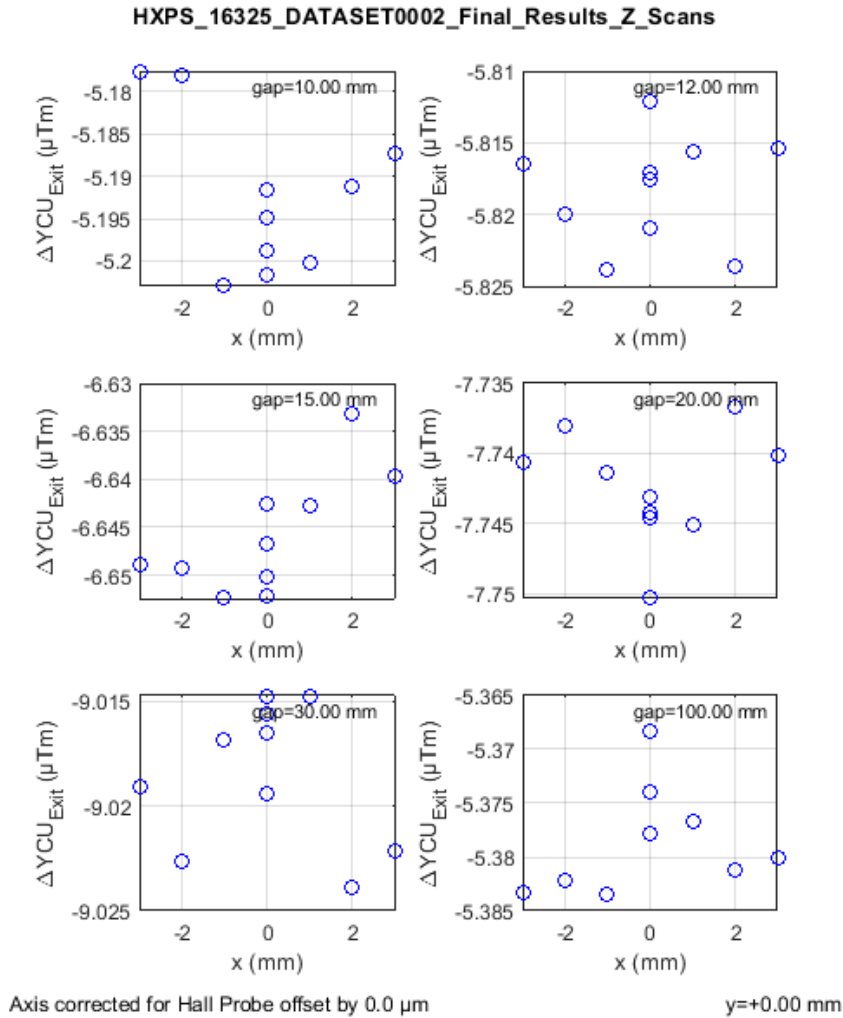 HXPS_16325_DATASET0002_Final_Results_Z_Scans
gap=10.00 mm
-5.18
-5.185
-5.19
-5.195
-5.2
ΔYCU_Exit (µTm)
-2 0 2
x (mm)
gap=12.00 mm
-5.81
-5.815
-5.82
-5.825
ΔYCU_Exit (µTm)
-2 0 2
x (mm)
gap=15.00 mm
-6.63
-6.635
-6.64
-6.645
-6.65
ΔYCU_Exit (µTm)
-2 0 2
x (mm)
gap=20.00 mm
-7.735
-7.74
-7.745
-7.75
ΔYCU_Exit (µTm)
-2 0 2
x (mm)
gap=30.00 mm
-9.015
-9.02
-9.025
ΔYCU_Exit (µTm)
-2 0 2
x (mm)
gap=100.00 mm
-5.365
-5.37
-5.375
-5.38
-5.385
ΔYCU_Exit (µTm)
-2 0 2
x (mm)
Axis corrected for Hall Probe offset by 0.0 µm
y=+0.00 mm